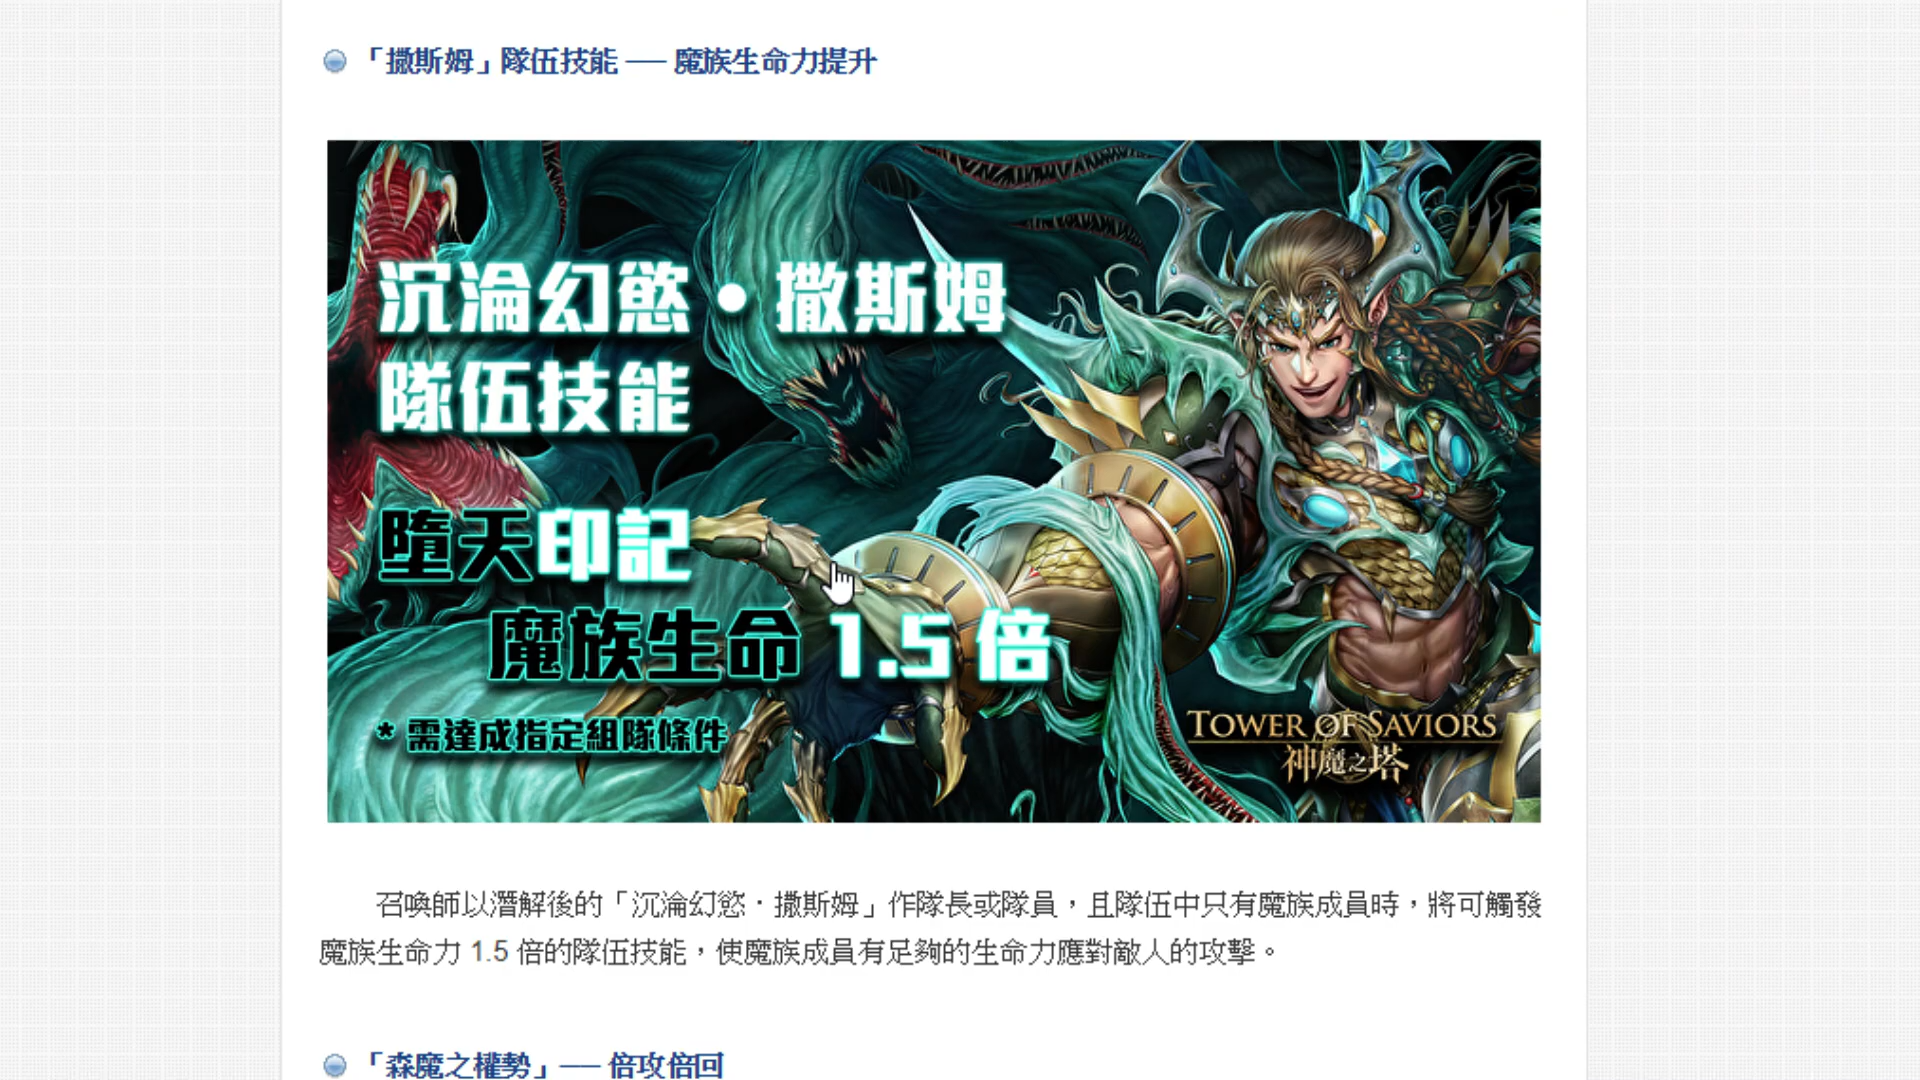 「撒斯姆」隊伍技能 ── 魔族生命力提升
沉淪幻慾•撒斯姆
隊伍技能
墮天印記
魔族生命 1.5 倍
* 需達成指定組隊條件
TOWER OF SAVIORS
神魔之塔
召喚師以潛解後的「沉淪幻慾．撒斯姆」作隊長或隊員，且隊伍中只有魔族成員時，將可觸發
魔族生命力 1.5 倍的隊伍技能，使魔族成員有足夠的生命力應對敵人的攻擊。
「森魔之權勢」── 倍攻倍回